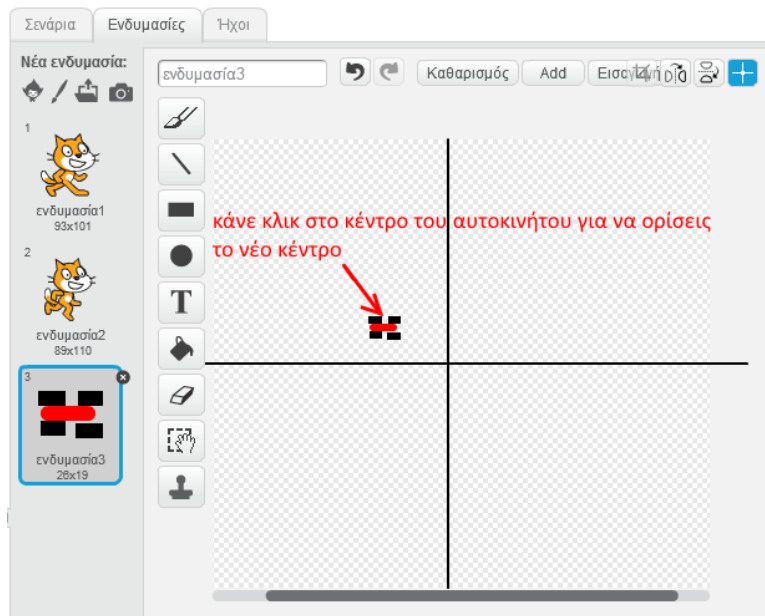 Σενάρια Ενδυμασίες Ήχοι
Νέα ενδυμασία:
ενδυμασία3 Καθαρισμός Add Εισαγωγή
1
ενδυμασία1
93x101
2
ενδυμασία2
89x110
3
ενδυμασία3
26x19
κάνε κλικ στο κέντρο του αυτοκινήτου για να ορίσεις
το νέο κέντρο
T